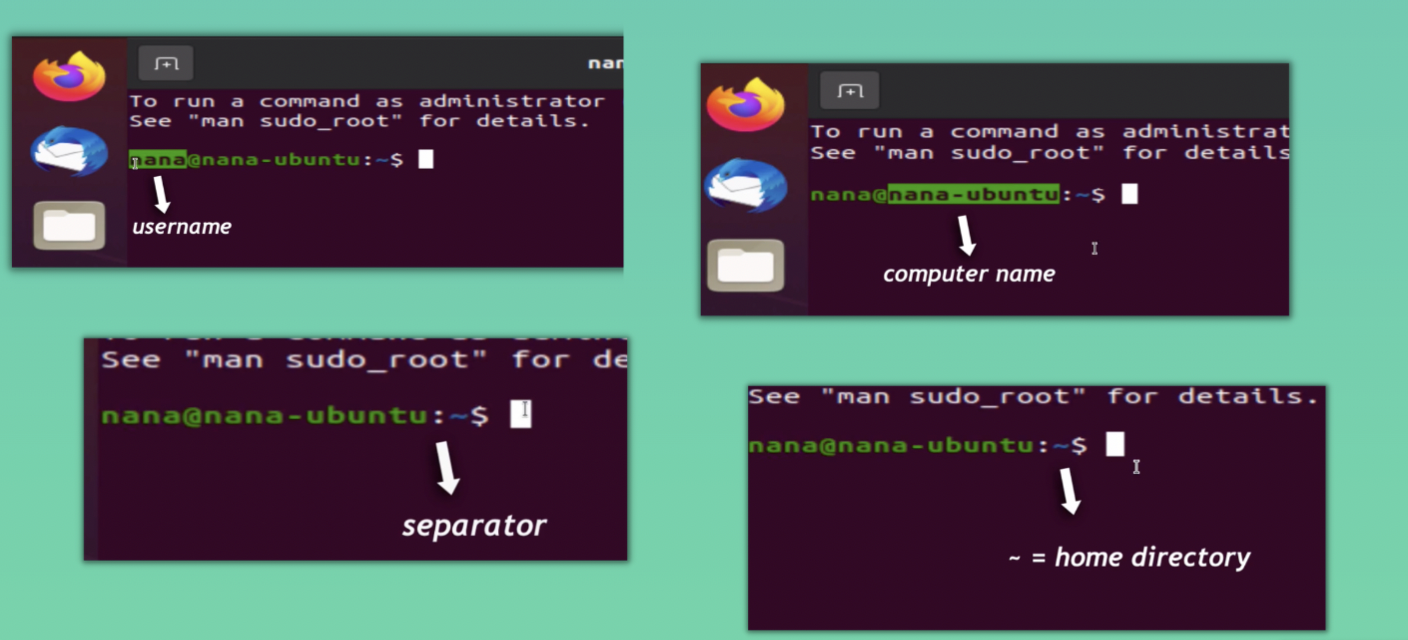 nan
To run a command as administrator
See "man sudo_root" for details.
nana@nana-ubuntu:~$
username
To run a command as administrat
See "man sudo_root" for details
nana@nana-ubuntu:~$
computer name
See "man sudo_root" for de
nana@nana-ubuntu:~$
separator
See "man sudo_root" for details.
nana@nana-ubuntu:~$
~ = home directory